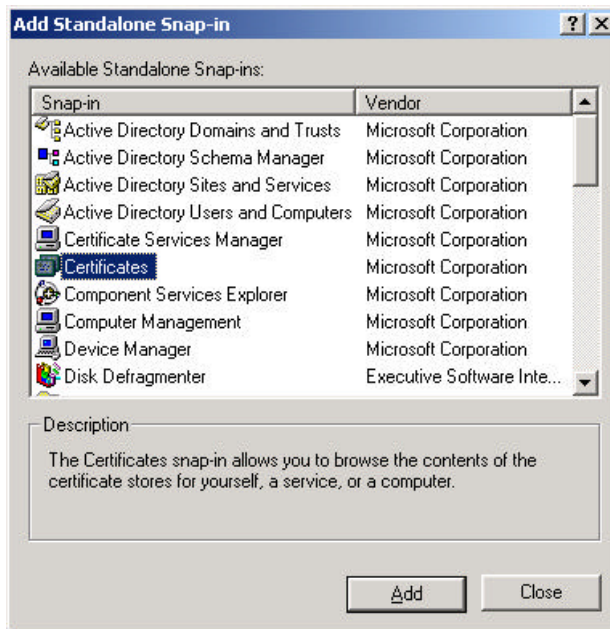 Add Standalone Snap-in
Available Standalone Snap-ins:
Snap-in Vendor
Active Directory Domains and Trusts Microsoft Corporation
Active Directory Schema Manager Microsoft Corporation
Active Directory Sites and Services Microsoft Corporation
Active Directory Users and Computers Microsoft Corporation
Certificate Services Manager Microsoft Corporation
Certificates Microsoft Corporation
Component Services Explorer Microsoft Corporation
Computer Management Microsoft Corporation
Device Manager Microsoft Corporation
Disk Defragmenter Executive Software Inte...
Description
The Certificates snap-in allows you to browse the contents of the
certificate stores for yourself, a service, or a computer.
Add Close